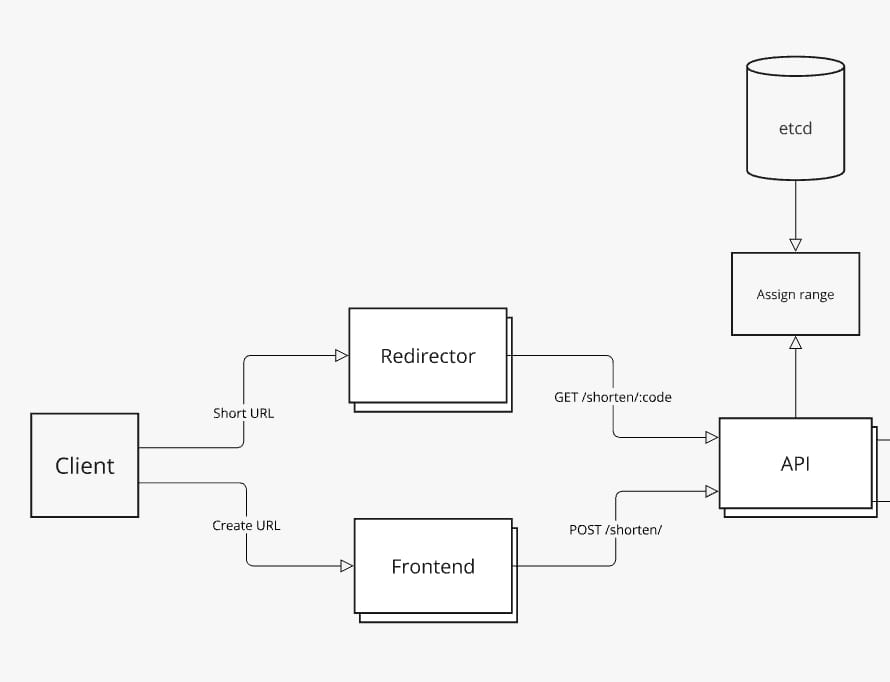 etcd
Assign range
Redirector
GET /shorten/:code
Short URL
Client
API
Create URL
POST /shorten/
Frontend